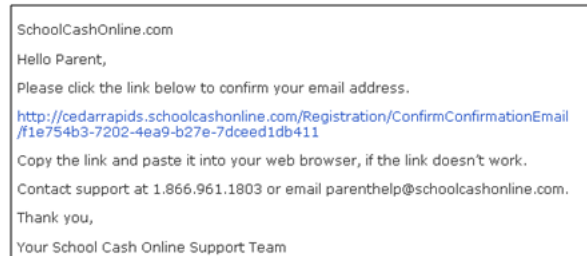 SchoolCashOnline.com
Hello Parent,
Please click the link below to confirm your email address.
http://cedarrapids.schoolcashonline.com/Registration/ConfirmConfirmationEmail
/f1e754b3-7202-4ea9-b27e-7dceed1db411
Copy the link and paste it into your web browser, if the link doesn't work.
Contact support at 1.866.961.1803 or email parenthelp@schoolcashonline.com.
Thank you,
Your School Cash Online Support Team